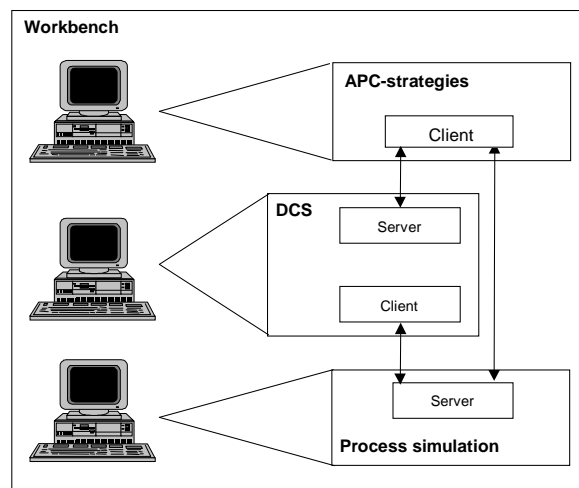 Workbench
APC-strategies
Client
DCS
Server
Client
Server
Process simulation